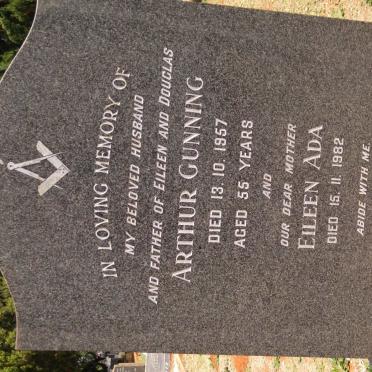 IN LOVING MEMORY OF
MY BELOVED HUSBAND
AND FATHER OF EILEEN AND DOUGLAS
ARTHUR GUNNING
DIED 13. 10. 1957
AGED 55 YEARS
AND
OUR DEAR MOTHER
EILEEN ADA
DIED 15. 11. 1982
ABIDE WITH ME.